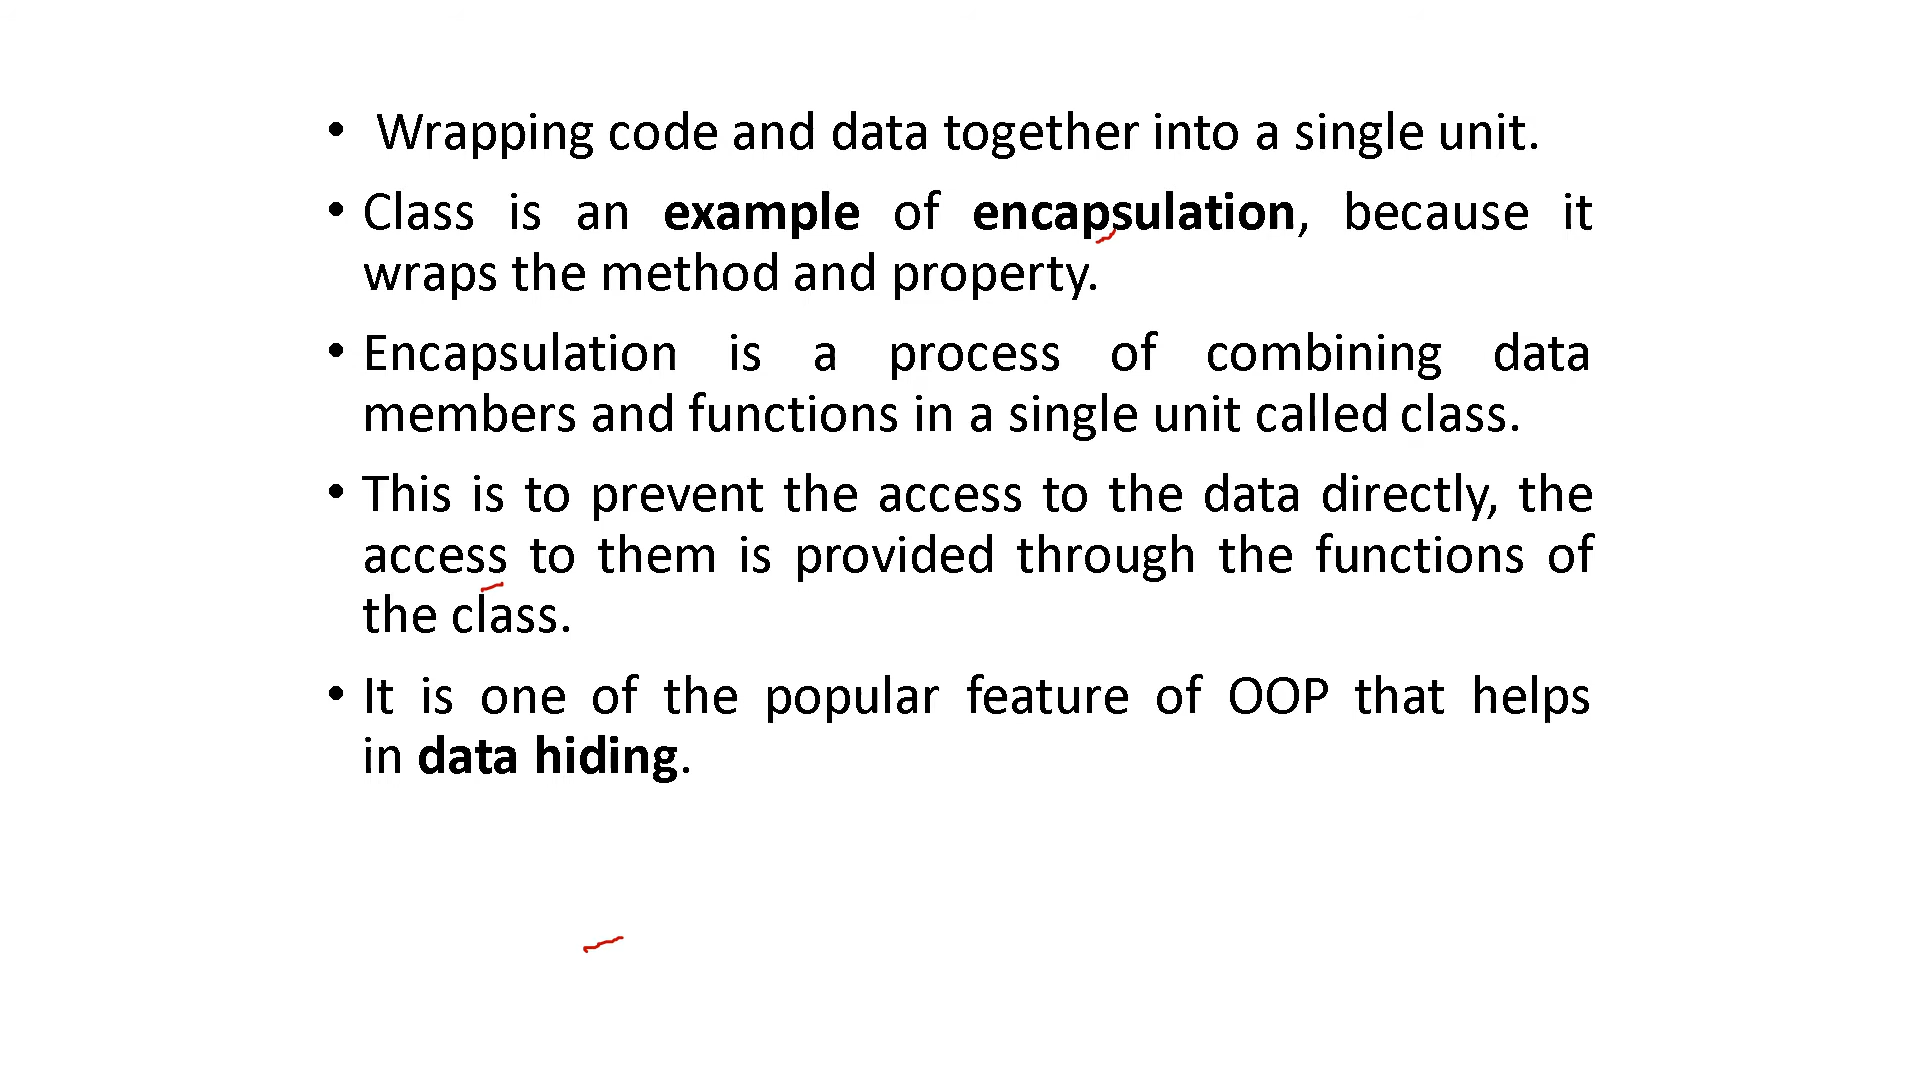 • Wrapping code and data together into a single unit.
• Class is an example of encapsulation, because it
wraps the method and property.
• Encapsulation is a process of combining data
members and functions in a single unit called class.
• This is to prevent the access to the data directly, the
access to them is provided through the functions of
the class.
• It is one of the popular feature of OOP that helps
in data hiding.